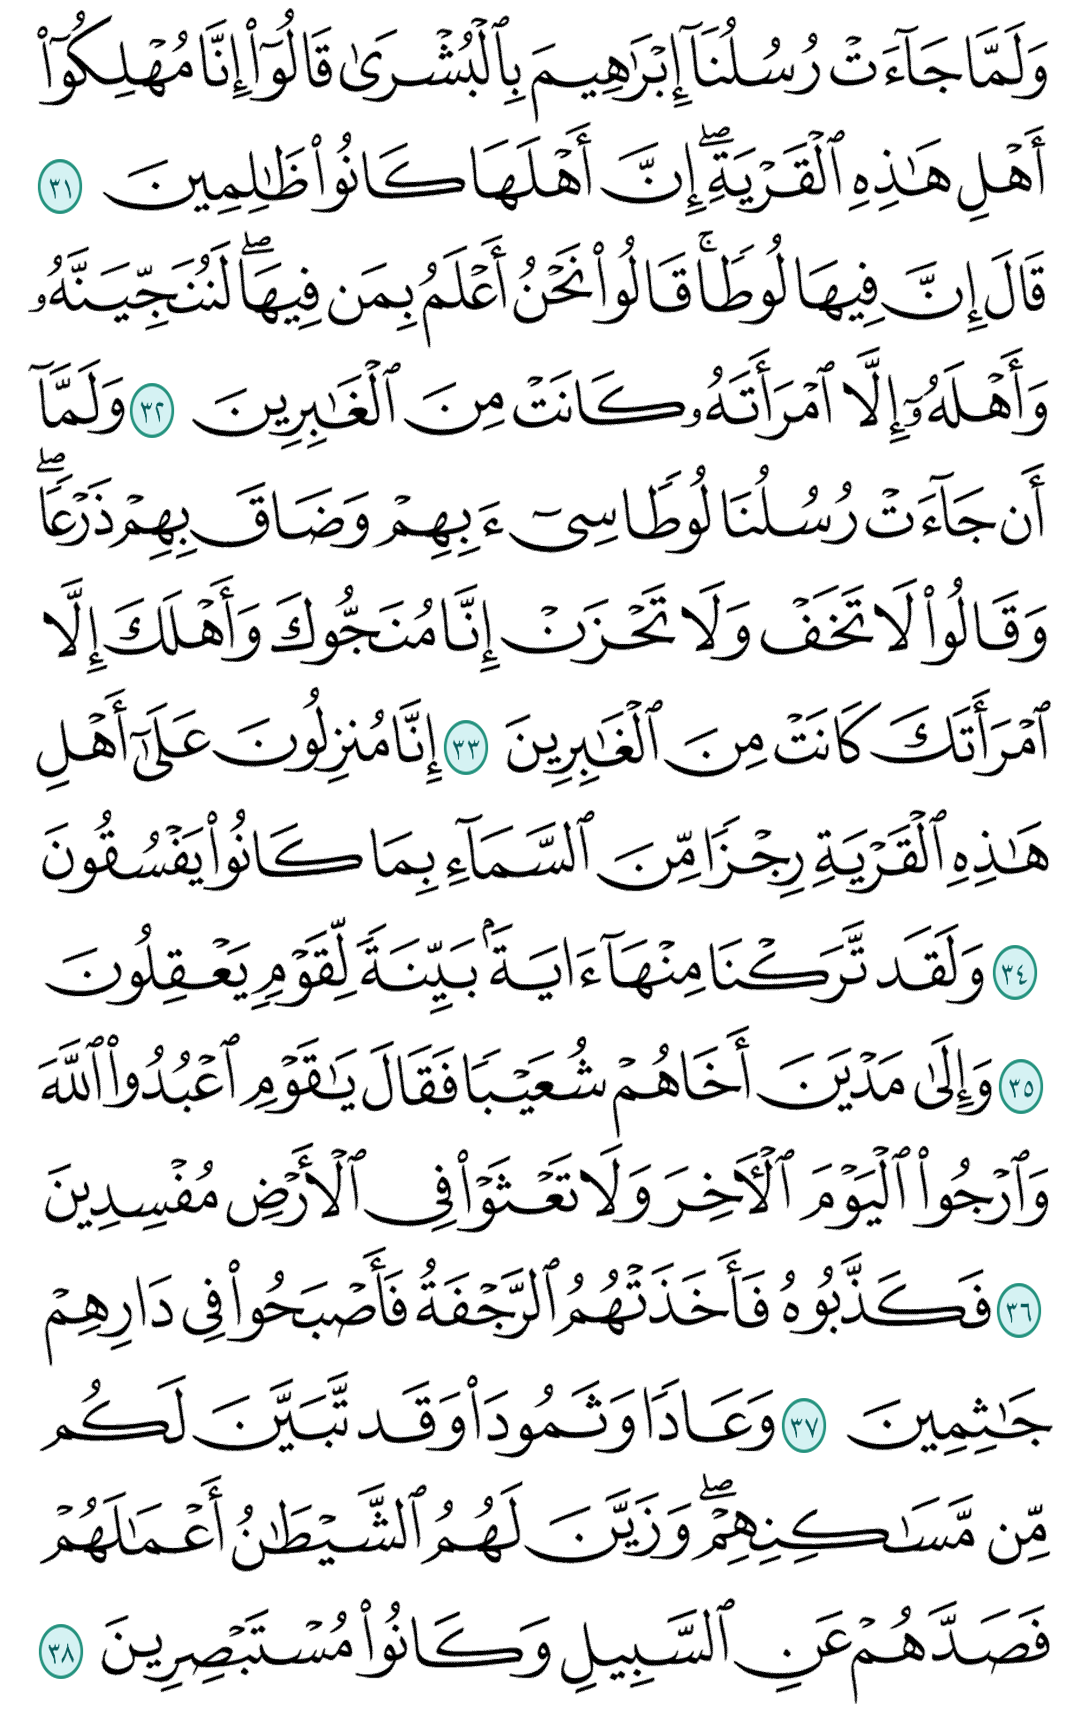 وَلَمَّا جَآءَتْ رُسُلُنَآ إِبْرَٰهِيمَ بِٱلْبُشْرَىٰ قَالُوٓا۟ إِنَّا مُهْلِكُوٓا۟
أَهْلِ هَـٰذِهِ ٱلْقَرْيَةِ ۖ إِنَّ أَهْلَهَا كَانُوا۟ ظَـٰلِمِينَ ٣١
قَالَ إِنَّ فِيهَا لُوطًا ۚ قَالُوا۟ نَحْنُ أَعْلَمُ بِمَن فِيهَا ۖ لَنُنَجِّيَنَّهُۥ
وَأَهْلَهُۥٓ إِلَّا ٱمْرَأَتَهُۥ كَانَتْ مِنَ ٱلْغَـٰبِرِينَ ٣٢ وَلَمَّآ
أَن جَآءَتْ رُسُلُنَا لُوطًا سِىٓءَ بِهِمْ وَضَاقَ بِهِمْ ذَرْعًا ۖ
وَقَالُوا۟ لَا تَخَفْ وَلَا تَحْزَنْ إِنَّا مُنَجُّوكَ وَأَهْلَكَ إِلَّا
ٱمْرَأَتَكَ كَانَتْ مِنَ ٱلْغَـٰبِرِينَ ٣٣ إِنَّا مُنزِلُونَ عَلَىٰٓ أَهْلِ
هَـٰذِهِ ٱلْقَرْيَةِ رِجْزًا مِّنَ ٱلسَّمَآءِ بِمَا كَانُوا۟ يَفْسُقُونَ
٣٤ وَلَقَد تَّرَكْنَا مِنْهَآ ءَايَةًۢ بَيِّنَةً لِّقَوْمٍ يَعْقِلُونَ
٣٥ وَإِلَىٰ مَدْيَنَ أَخَاهُمْ شُعَيْبًا فَقَالَ يَـٰقَوْمِ ٱعْبُدُوا۟ ٱللَّهَ
وَٱرْجُوا۟ ٱلْيَوْمَ ٱلْـَٔاخِرَ وَلَا تَعْثَوْا۟ فِى ٱلْأَرْضِ مُفْسِدِينَ
٣٦ فَكَذَّبُوهُ فَأَخَذَتْهُمُ ٱلرَّجْفَةُ فَأَصْبَحُوا۟ فِى دَارِهِمْ
جَـٰثِمِينَ ٣٧ وَعَادًا وَثَمُودَا۟ وَقَد تَّبَيَّنَ لَكُم
مِّن مَّسَـٰكِنِهِمْ ۖ وَزَيَّنَ لَهُمُ ٱلشَّيْطَـٰنُ أَعْمَـٰلَهُمْ
فَصَدَّهُمْ عَنِ ٱلسَّبِيلِ وَكَانُوا۟ مُسْتَبْصِرِينَ ٣٨